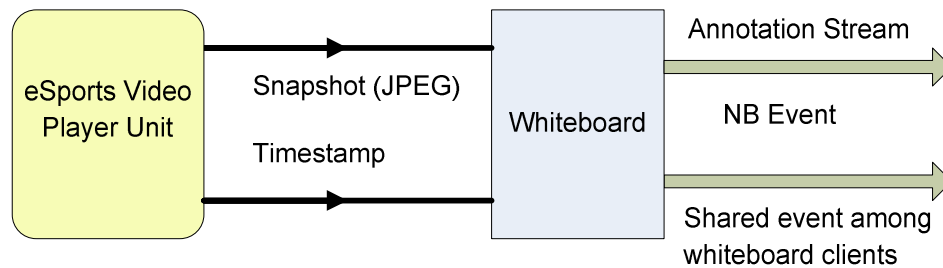 eSports Video
Player Unit
Snapshot (JPEG)
Timestamp
Whiteboard
Annotation Stream
NB Event
Shared event among
whiteboard clients